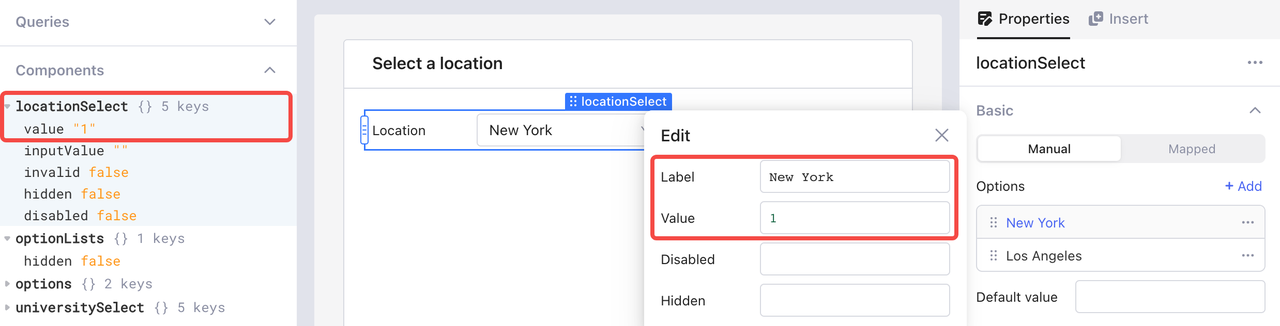 Queries
Components
locationSelect {} 5 keys
value "1"
inputValue ""
invalid false
hidden false
disabled false
optionLists {} 1 keys
hidden false
options {} 2 keys
universitySelect {} 5 keys
Select a location
locationSelect
Location New York
Edit
Label New York
Value 1
Disabled
Hidden
Properties Insert
locationSelect
Basic
Manual Mapped
Options + Add
New York
Los Angeles
Default value